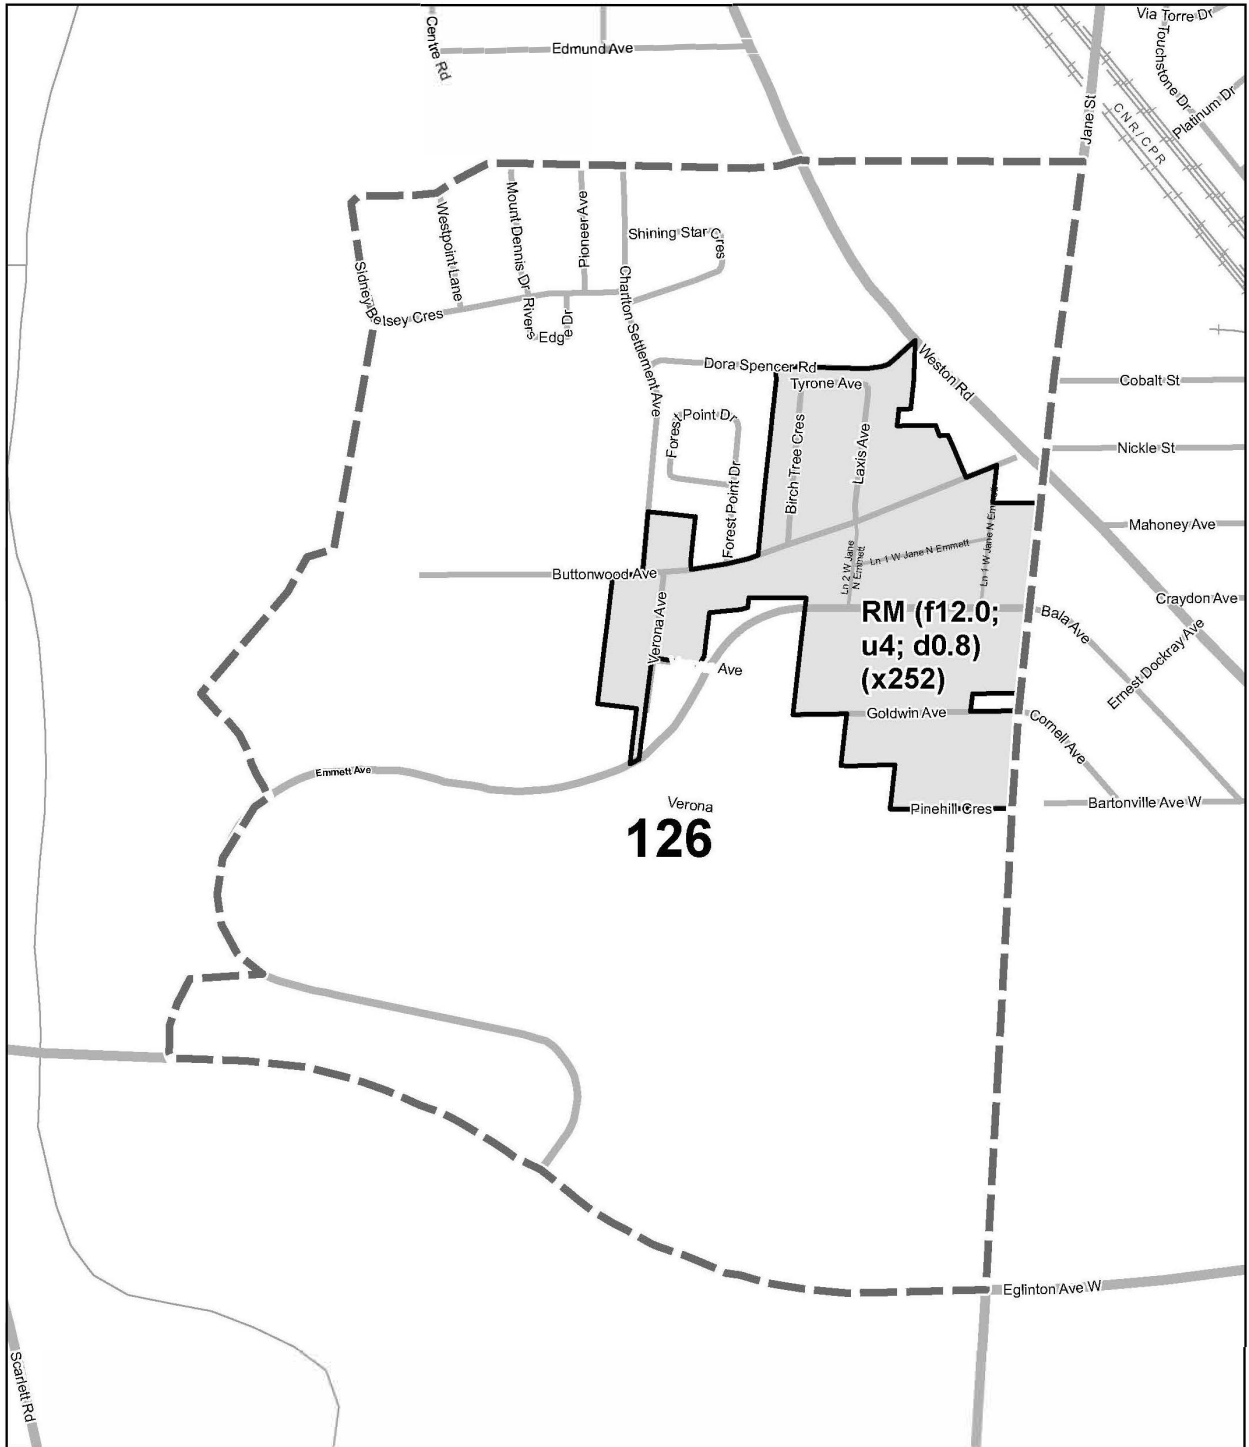 Via Torre Dr
Centre Rd
Edmund Ave
Touchstone Dr
Platinum Dr
Jane St
CNR/CPR
Westpoint Lane
Mount Dennis Dr
Pioneer Ave
Shining Star Cres
Sidney Belsey Cres
Charlton Settlement Ave
Rivers Edge Dr
Dora Spencer Rd
Weston Rd
Tyrone Ave
Cobalt St
Forest Point Dr
Birch Tree Cres
Laxis Ave
Nickle St
Forest Point Dr
Mahoney Ave
Ln 1 W Jane N Emmett
Ln 2 W Jane
N Emmett
Ln 1 W Jane N Emmett
Buttonwood Ave
Verona Ave
Craydon Ave
RM (f12.0;
u4; d0.8)
(x252)
Bala Ave
Ernest Dockray Ave
Ave
Goldwin Ave
Cornell Ave
Emmett Ave
Verona
126
Pinehill Cres
Bartonville Ave W
Eglinton Ave W
Scarlett Rd